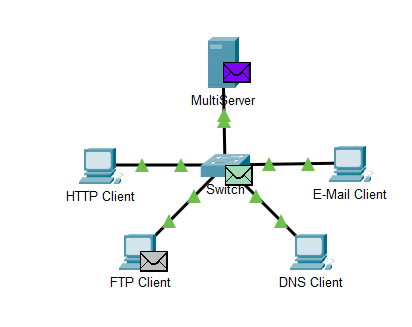 MultiServer
HTTP Client
Switch
E-Mail Client
FTP Client
DNS Client